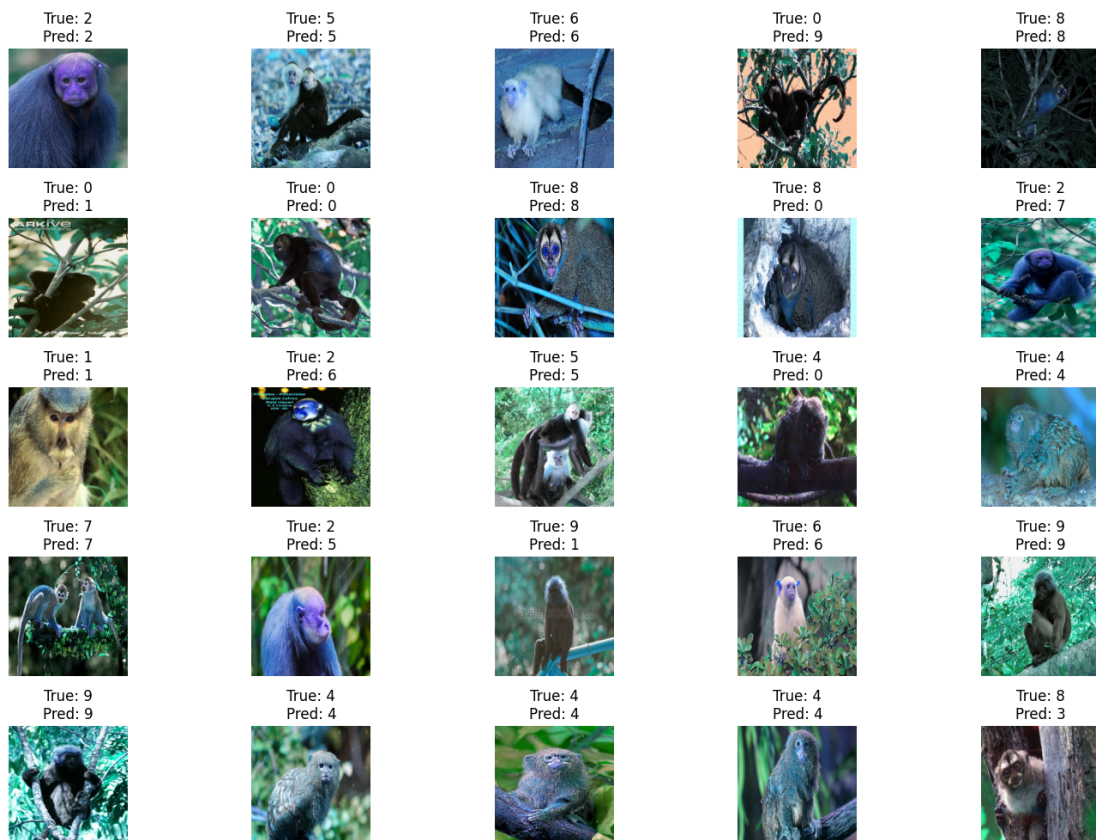 True: 2
Pred: 2
True: 5
Pred: 5
True: 6
Pred: 6
True: 0
Pred: 9
True: 8
Pred: 8
True: 0
Pred: 1
True: 0
Pred: 0
True: 8
Pred: 8
True: 8
Pred: 0
True: 2
Pred: 7
ARKive
True: 1
Pred: 1
True: 2
Pred: 6
True: 5
Pred: 5
True: 4
Pred: 0
True: 4
Pred: 4
True: 7
Pred: 7
True: 2
Pred: 5
True: 9
Pred: 1
True: 6
Pred: 6
True: 9
Pred: 9
True: 9
Pred: 9
True: 4
Pred: 4
True: 4
Pred: 4
True: 4
Pred: 4
True: 8
Pred: 3